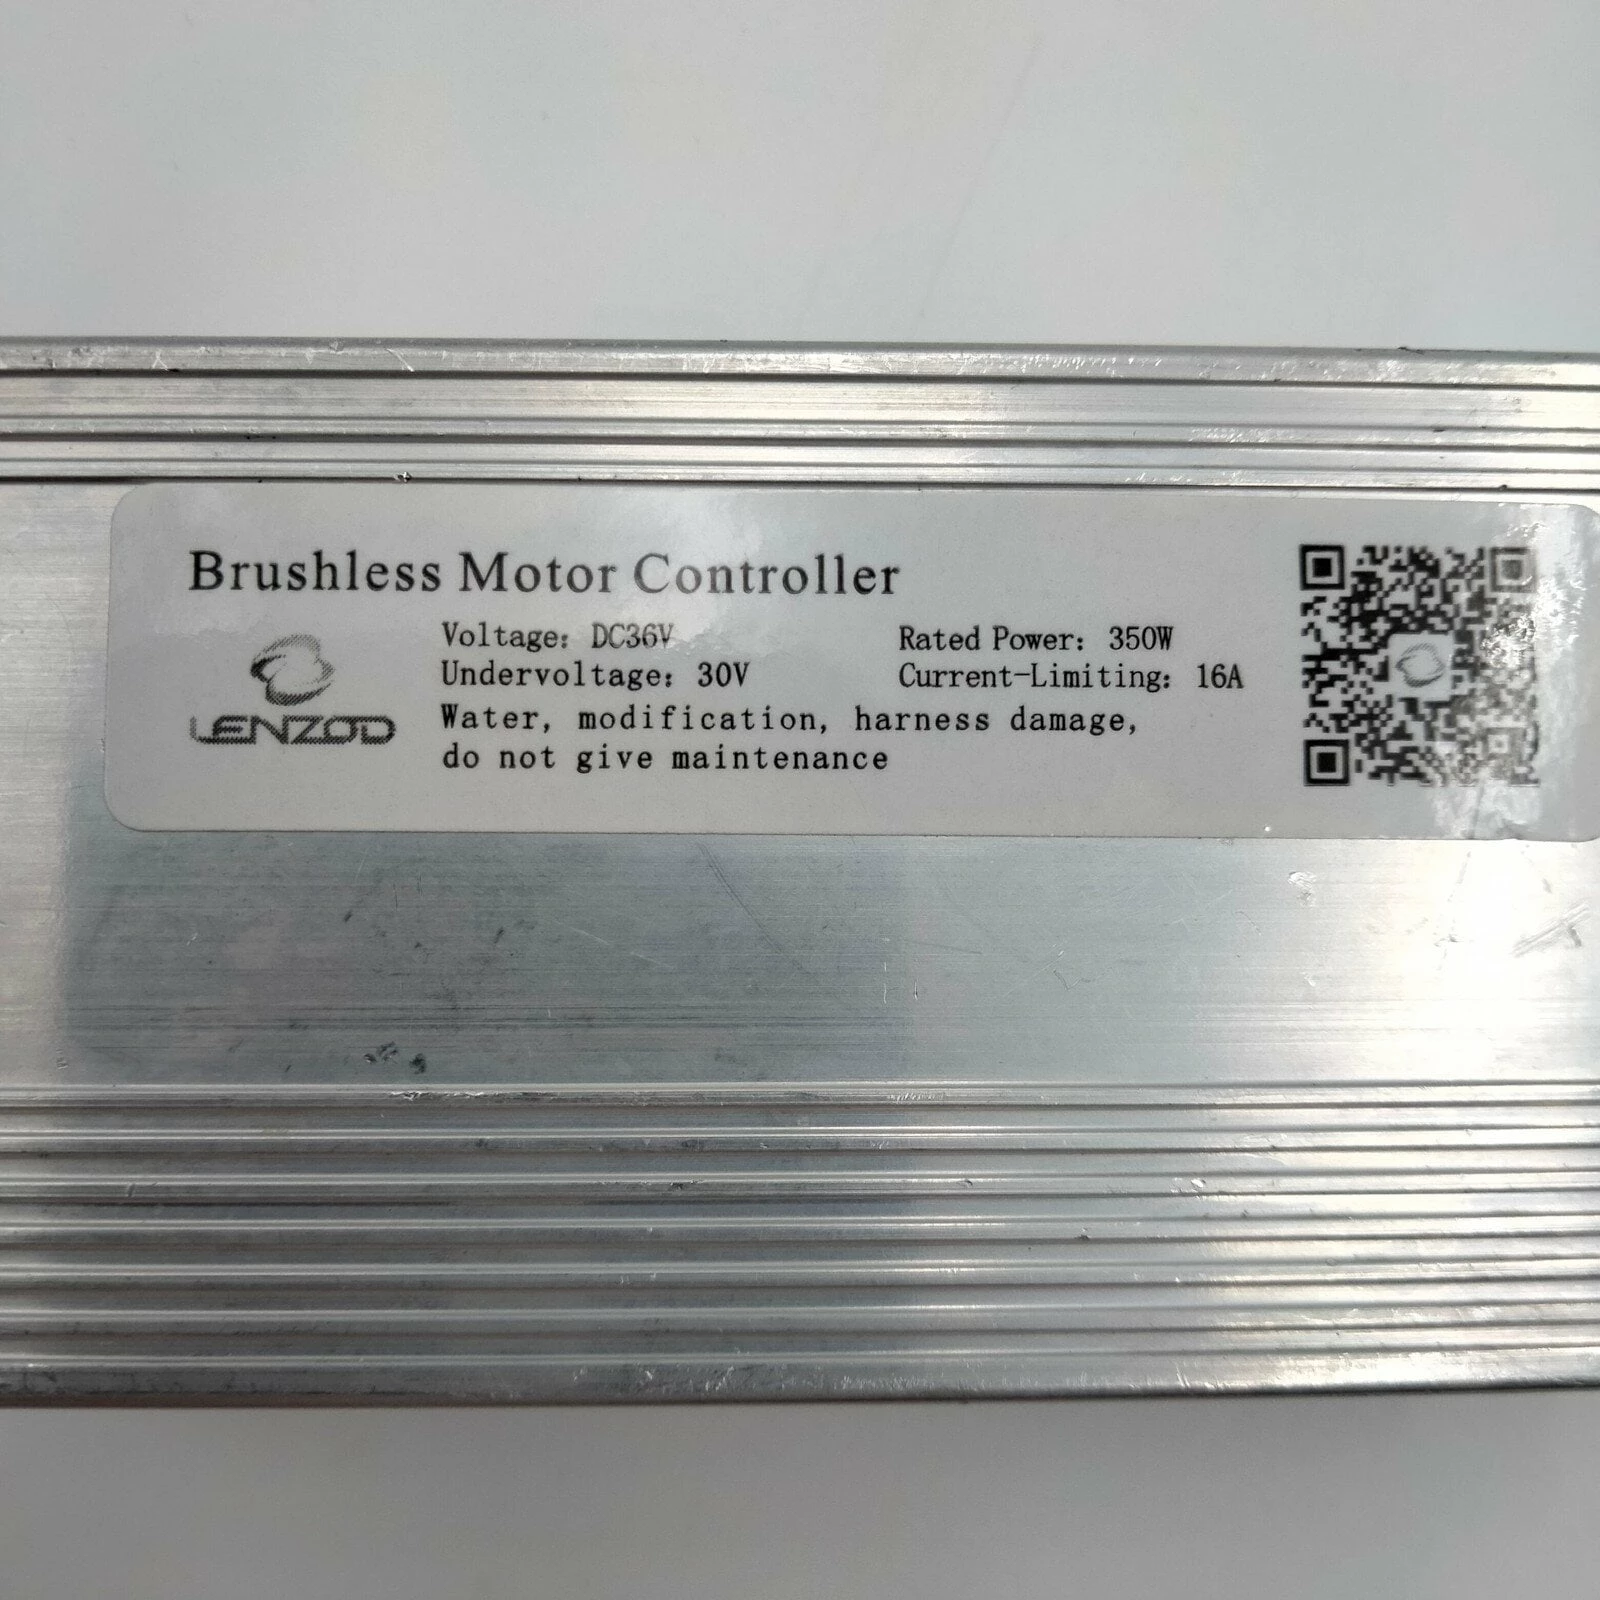 Brushless Motor Controller
Voltage: DC36V Rated Power: 350W
Undervoltage: 30V Current-Limiting: 16A
LENZOD
Water, modification, harness damage,
do not give maintenance